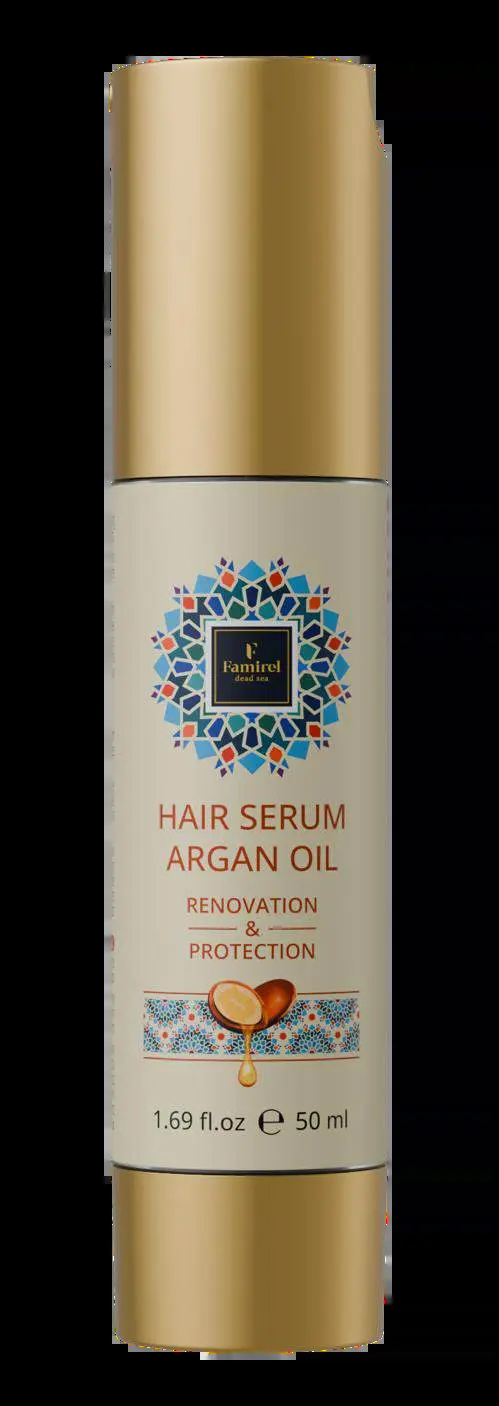 F
Famirel
dead sea
HAIR SERUM
ARGAN OIL
RENOVATION
&
PROTECTION
1.69 fl.oz ℮ 50 ml